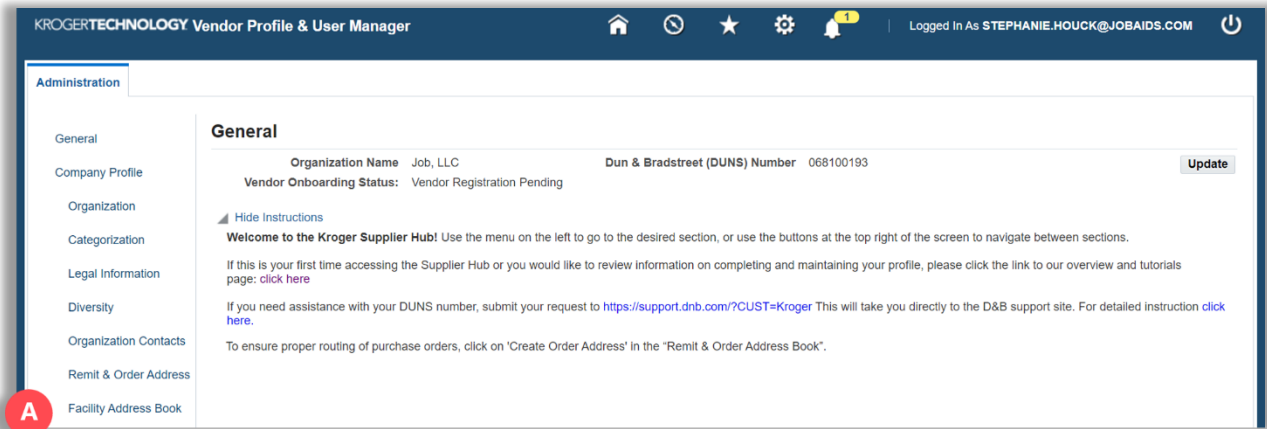 KROGERTECHNOLOGY. Vendor Profile & User Manager
1
Logged In As STEPHANIE.HOUCK@JOBAIDS.COM
Administration
General
Company Profile
Organization
Categorization
Legal Information
Diversity
Organization Contacts
Remit & Order Address
Facility Address Book
A
General
Organization Name Job, LLC
Dun & Bradstreet (DUNS) Number 068100193
Update
Vendor Onboarding Status: Vendor Registration Pending
Hide Instructions
Welcome to the Kroger Supplier Hub! Use the menu on the left to go to the desired section, or use the buttons at the top right of the screen to navigate between sections.
If this is your first time accessing the Supplier Hub or you would like to review information on completing and maintaining your profile, please click the link to our overview and tutorials
page: click here
If you need assistance with your DUNS number, submit your request to https://support.dnb.com/?CUST=Kroger This will take you directly to the D&B support site. For detailed instruction click
here.
To ensure proper routing of purchase orders, click on 'Create Order Address' in the “Remit & Order Address Book”.